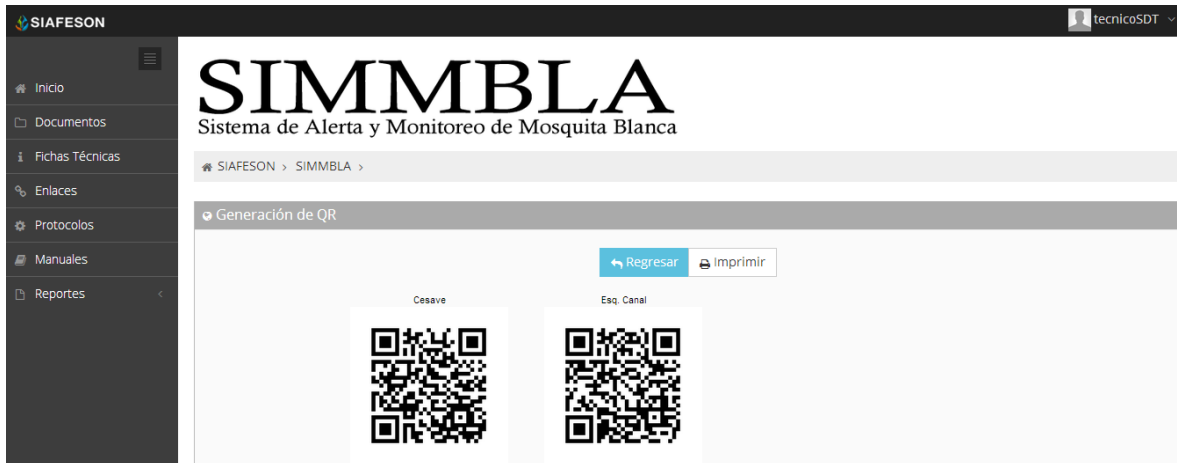 SIAFESON
tecnicoSDT
Inicio
Documentos
Fichas Técnicas
Enlaces
Protocolos
Manuales
Reportes
SIMMBLA
Sistema de Alerta y Monitoreo de Mosquita Blanca
SIAFESON > SIMMBLA >
Generación de QR
Regresar Imprimir
Cesave Esq. Canal